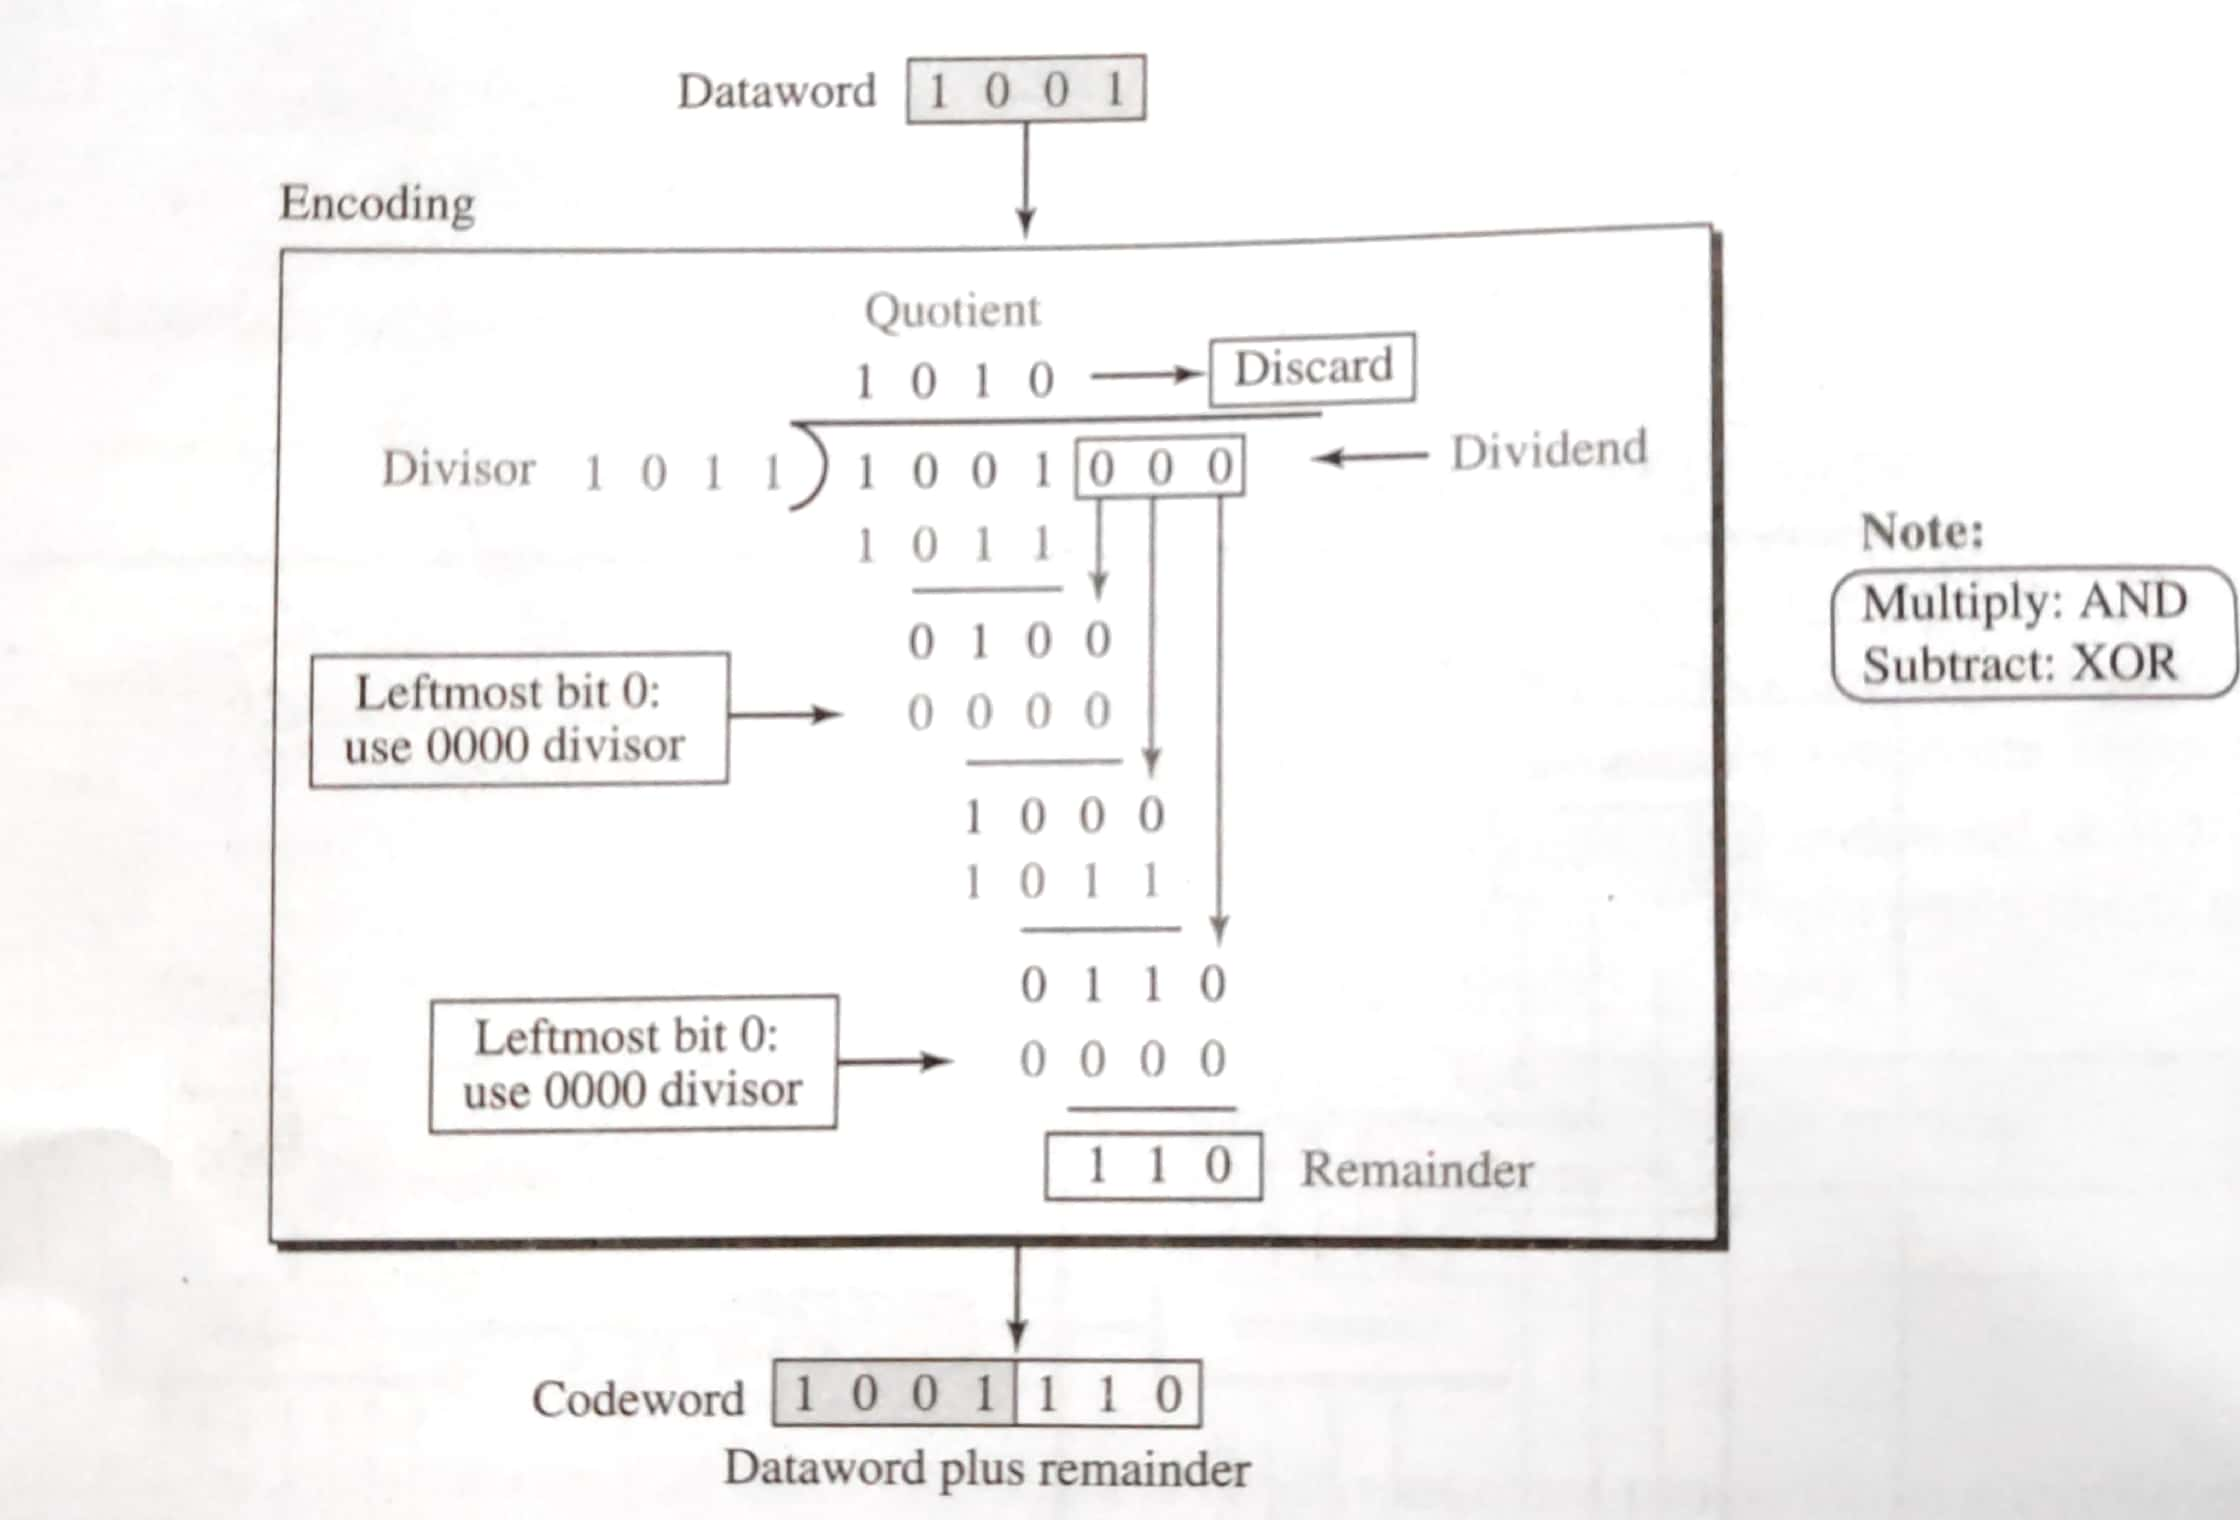 Dataword 1 0 0 1
Encoding
Quotient
1 0 1 0 Discard
Divisor 1 0 1 1 1 0 0 1 0 0 0 Dividend
1 0 1 1
Note:
Multiply: AND
Subtract: XOR
0 1 0 0
Leftmost bit 0:
use 0000 divisor
0 0 0 0
1 0 0 0
1 0 1 1
0 1 1 0
Leftmost bit 0:
use 0000 divisor
0 0 0 0
1 1 0 Remainder
Codeword 1 0 0 1 1 1 0
Dataword plus remainder